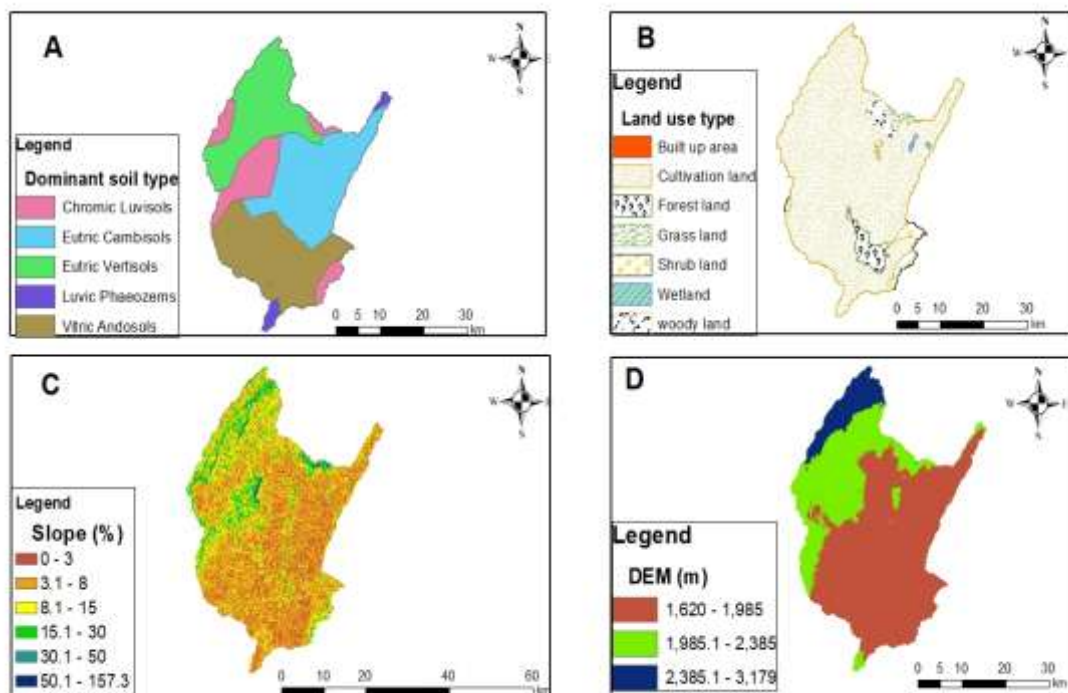 A
N
W
S
Legend
Dominant soil type
Chromic Luvisols
Eutric Cambisols
Eutric Vertisols
Luvic Phaeozems
Vitric Andosols
0 5 10 20 30
km
B
N
W E
S
Legend
Land use type
Built up area
Cultivation land
Forest land
Grass land
Shrub land
Wetland
woody land
0 5 10 20 30
km
C
N
W
S
Legend
Slope (%)
0 - 3
3.1 - 8
8.1 - 15
15.1 - 30
30.1 - 50
50.1 - 157.3
0 10 20 40 60
km
D
N
W E
S
Legend
DEM (m)
1,620 - 1,985
1,985.1 - 2,385
2,385.1 - 3,179
0 5 10 20 30
km